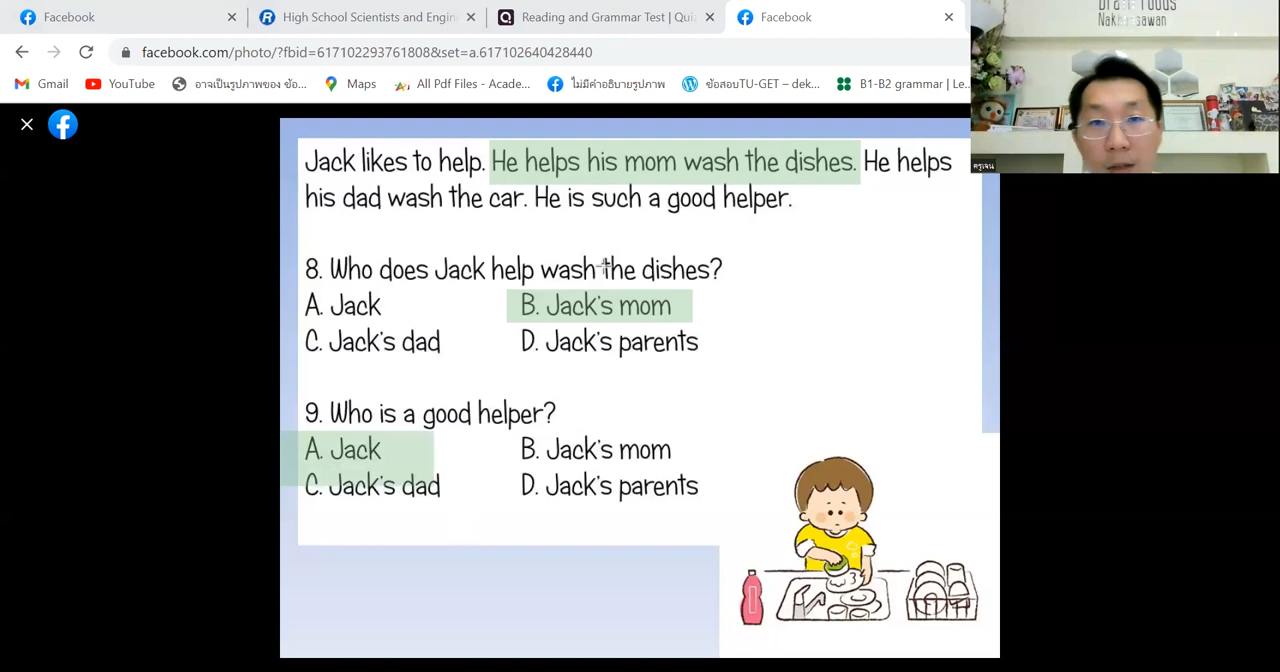 Facebook
High School Scientists and Engin
Reading and Grammar Test | Qui
Facebook
facebook.com/photo/?fbid=617102293761808&set=a.617102640428440
Gmail
YouTube
อาจเป็นรูปภาพของ ข้อ...
Maps
All Pdf Files - Acade...
ไม่มีคำอธิบายรูปภาพ
ข้อสอบTU-GET – dek...
B1-B2 grammar | Le
ครูเจน
Jack likes to help. He helps his mom wash the dishes. He helps
his dad wash the car. He is such a good helper.
8. Who does Jack help wash the dishes?
A. Jack B. Jack's mom
C. Jack's dad D. Jack's parents
9. Who is a good helper?
A. Jack B. Jack's mom
C. Jack's dad D. Jack's parents